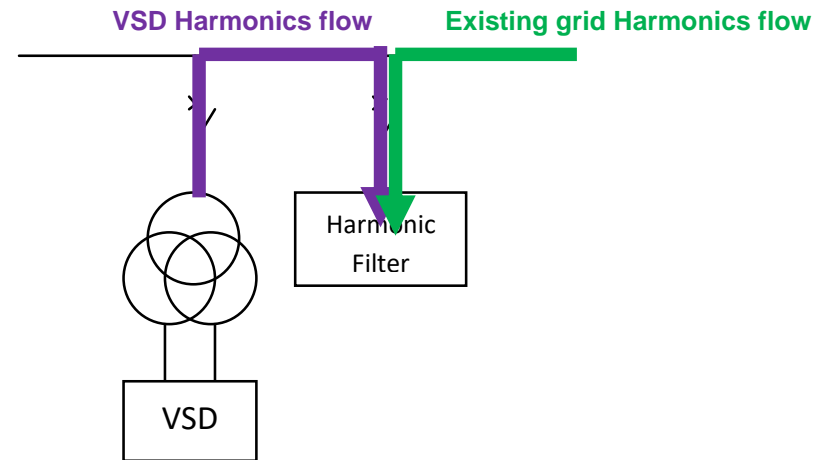 VSD Harmonics flow
Existing grid Harmonics flow
Harmonic
Filter
VSD